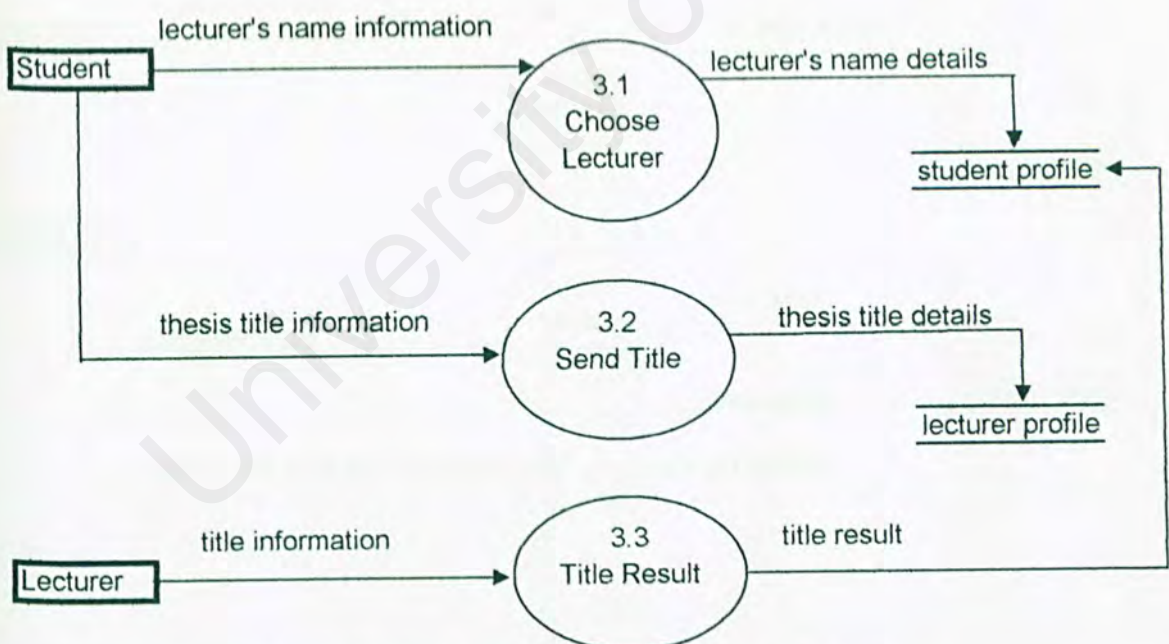 lecturer's name information
Student
3.1
Choose
Lecturer
lecturer's name details
student profile
thesis title information
3.2
Send Title
thesis title details
lecturer profile
title information
Lecturer
3.3
Title Result
title result
University o